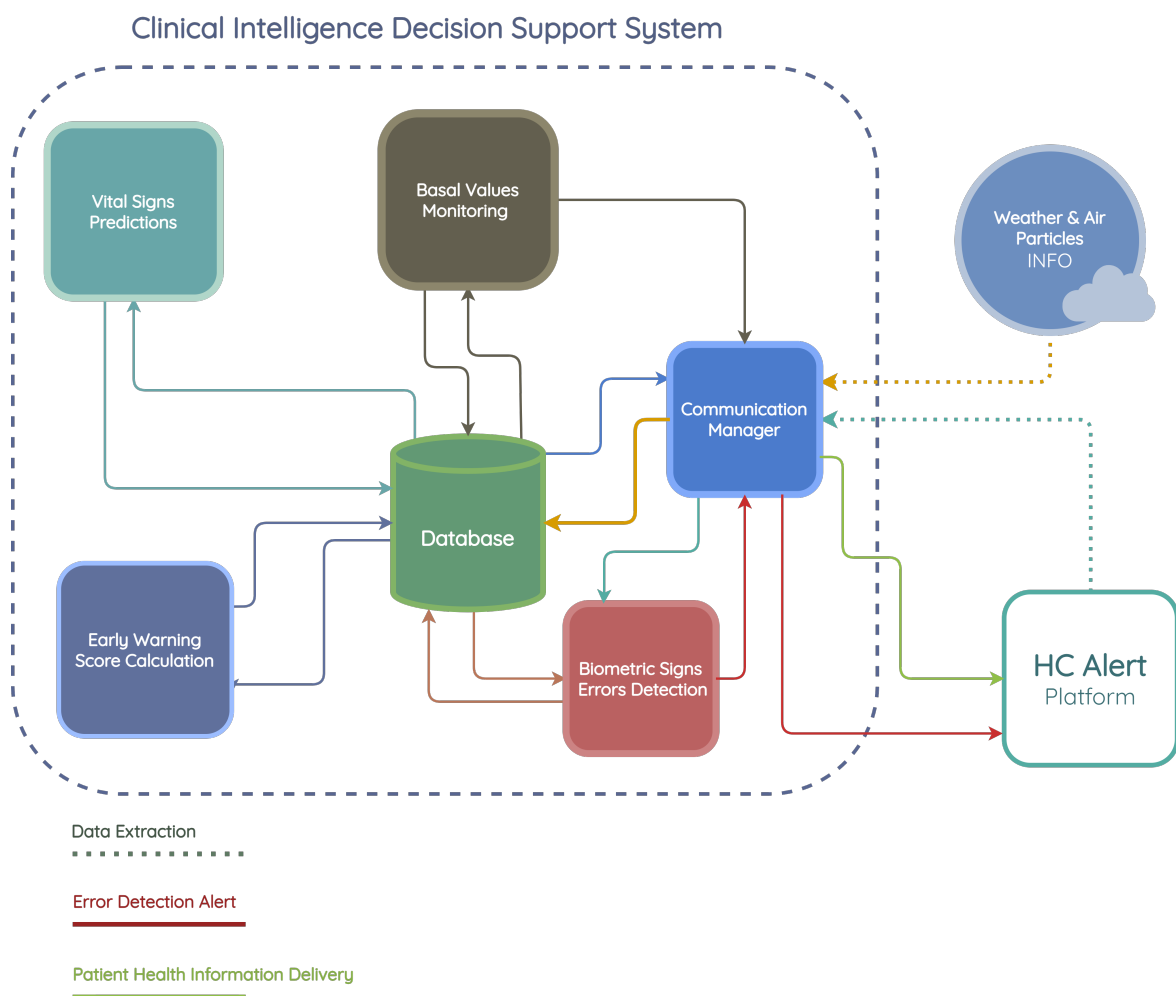 Clinical Intelligence Decision Support System
Vital Signs
Predictions
Basal Values
Monitoring
Weather & Air
Particles
INFO
Communication
Manager
Database
Early Warning
Score Calculation
Biometric Signs
Errors Detection
HC Alert
Platform
Data Extraction
Error Detection Alert
Patient Health Information Delivery